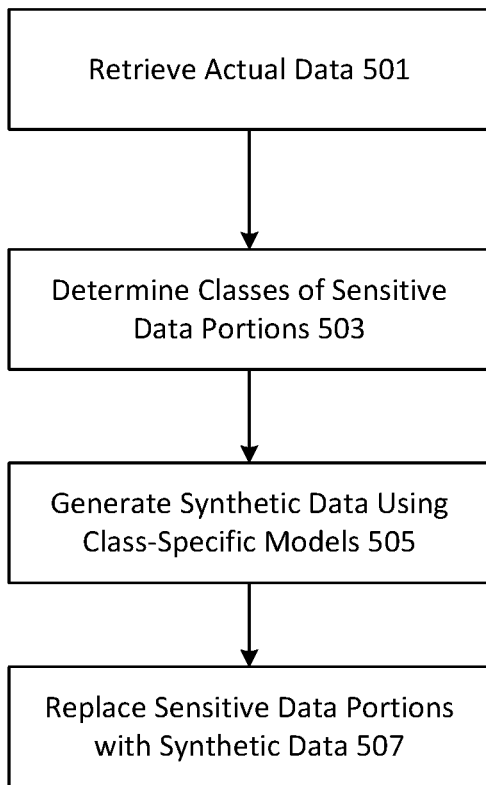 Retrieve Actual Data 501
Determine Classes of Sensitive
Data Portions 503
Generate Synthetic Data Using
Class-Specific Models 505
Replace Sensitive Data Portions
with Synthetic Data 507